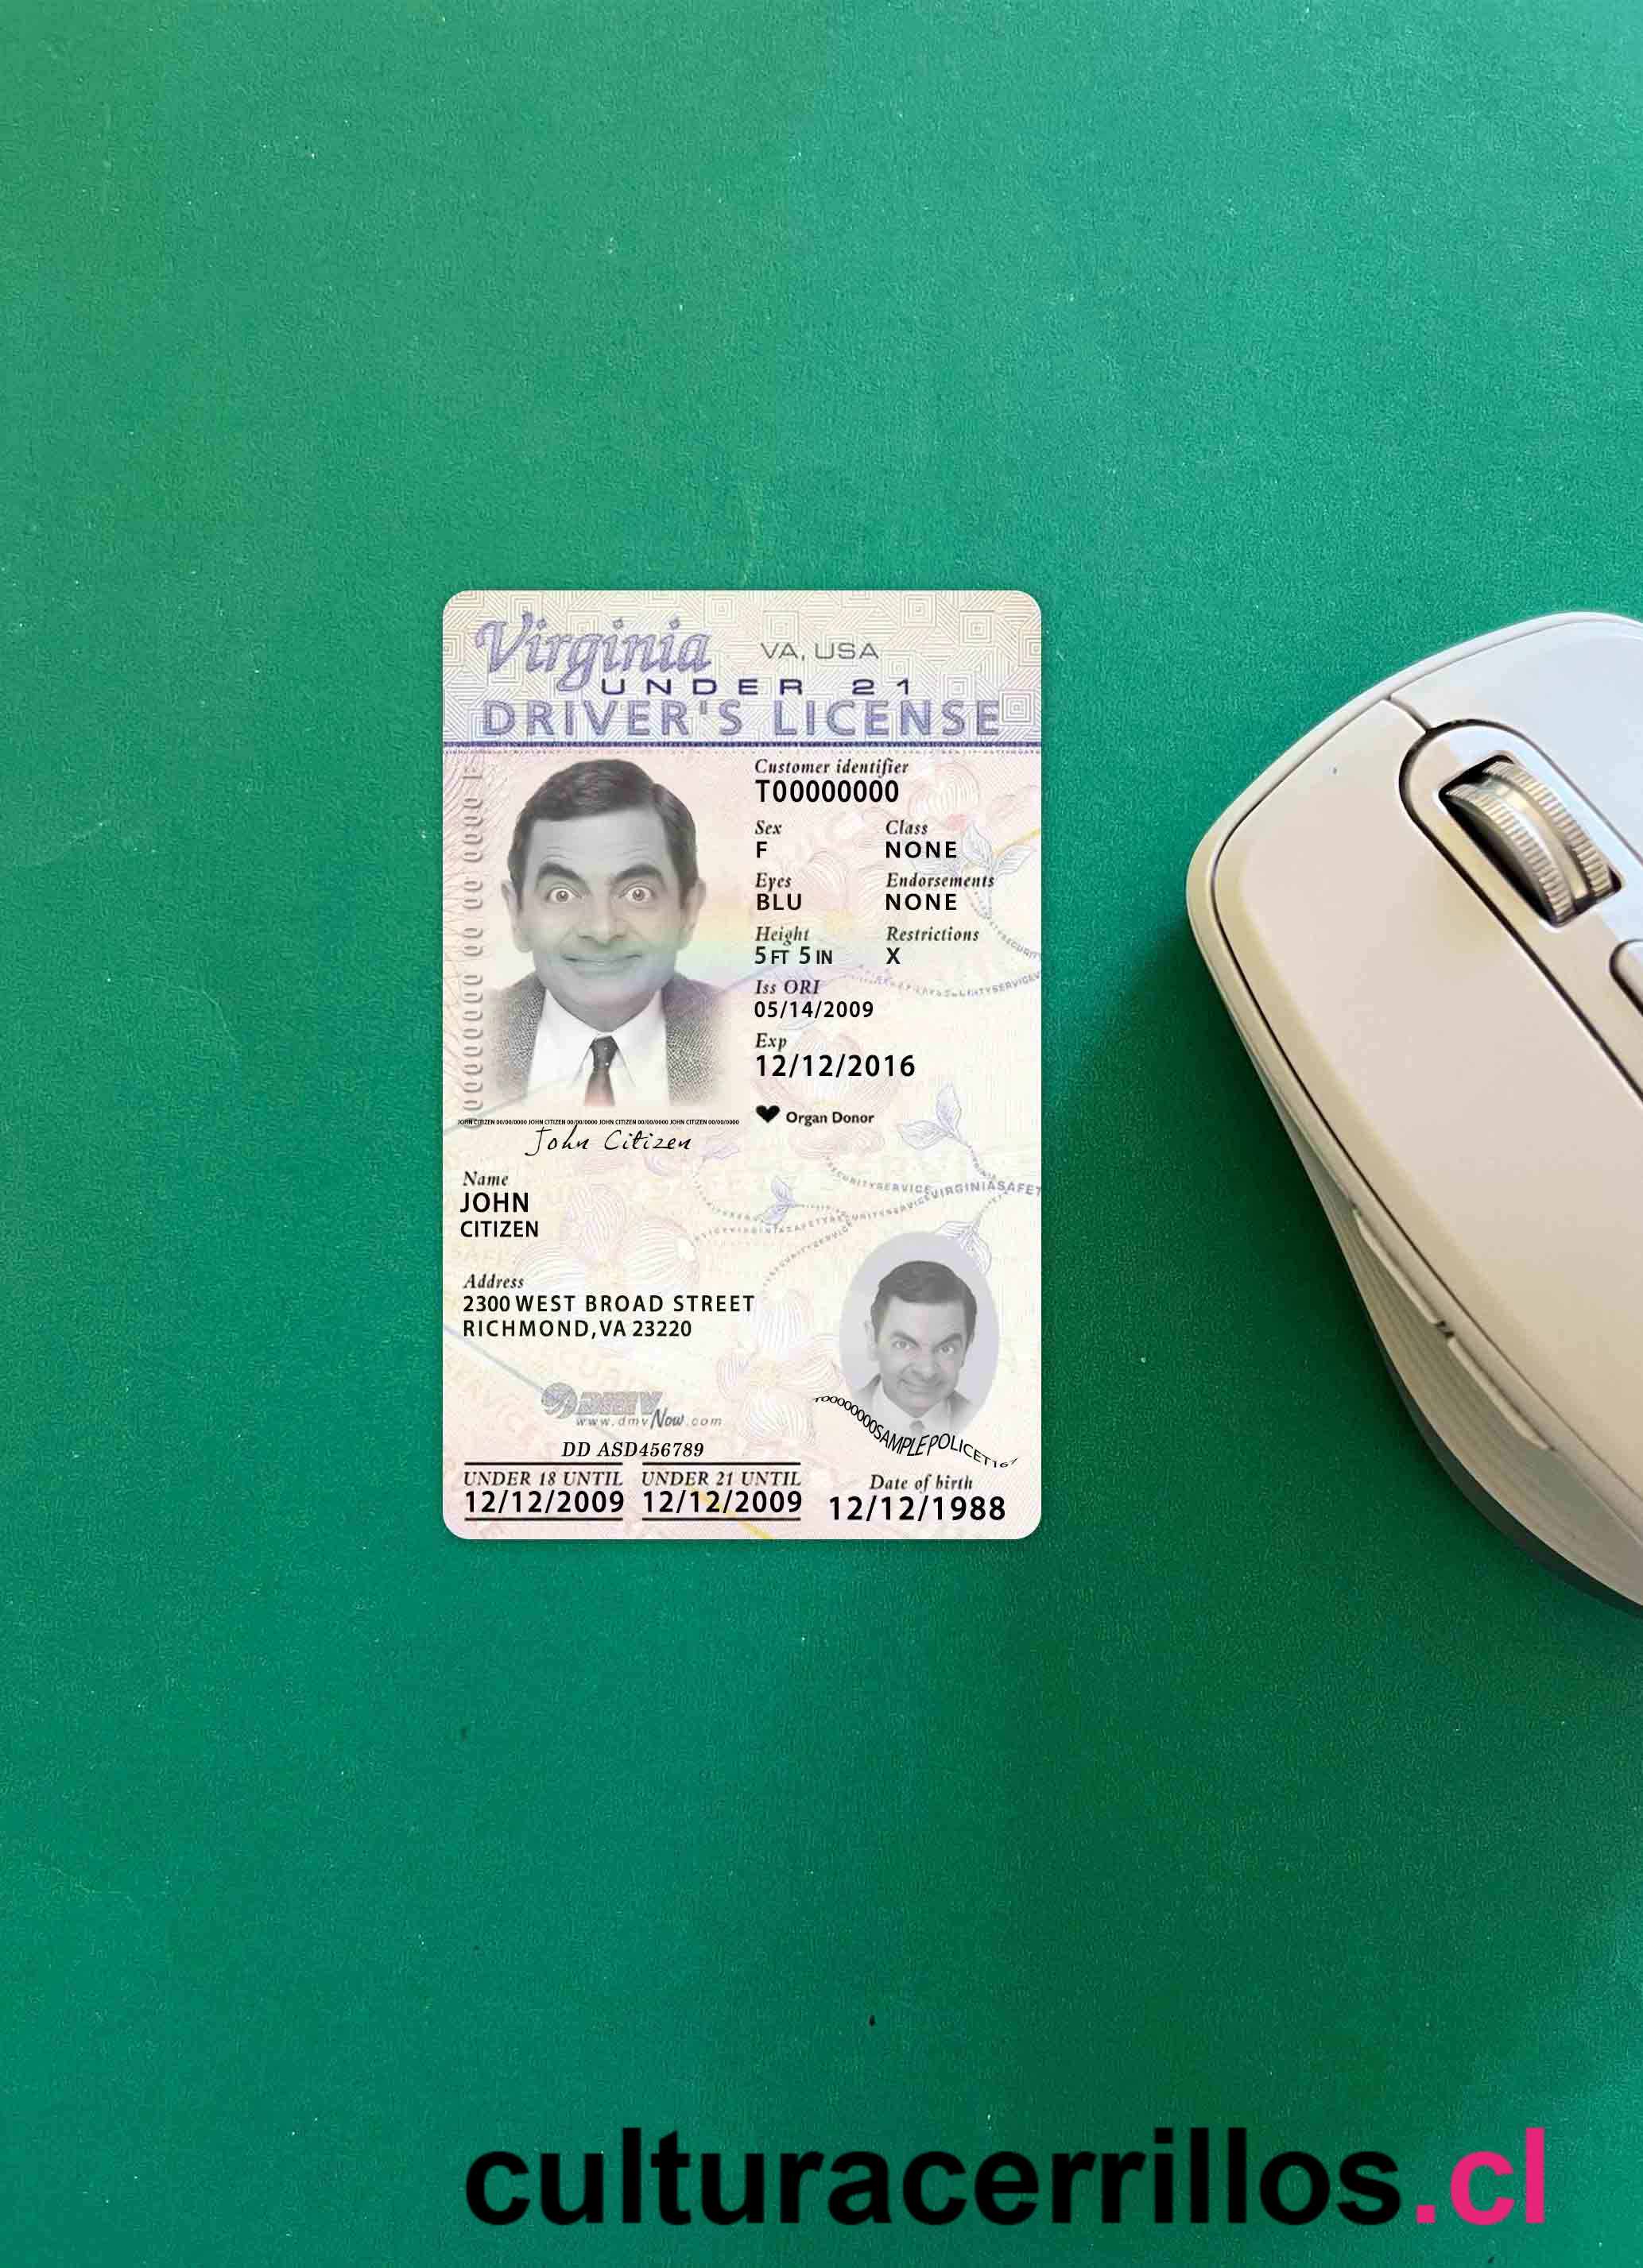 Virginia VA, USA
UNDER 21
DRIVER'S LICENSE
Customer identifier
T00000000
Sex Class
F NONE
Eyes Endorsements
BLU NONE
Height Restrictions
5 FT 5 IN X
Iss ORI
05/14/2009
Exp
12/12/2016
Organ Donor
JOHN CITIZEN 00/00/0000 JOHN CITIZEN 00/00/0000 JOHN CITIZEN 00/00/0000 JOHN CITIZEN 00/00/0000
John Citizen
Name
JOHN
CITIZEN
Address
2300 WEST BROAD STREET
RICHMOND, VA 23220
DMV
www.dmvNow.com
DD ASD456789
UNDER 18 UNTIL UNDER 21 UNTIL
12/12/2009 12/12/2009
Date of birth
12/12/1988
culturacerrillos.cl